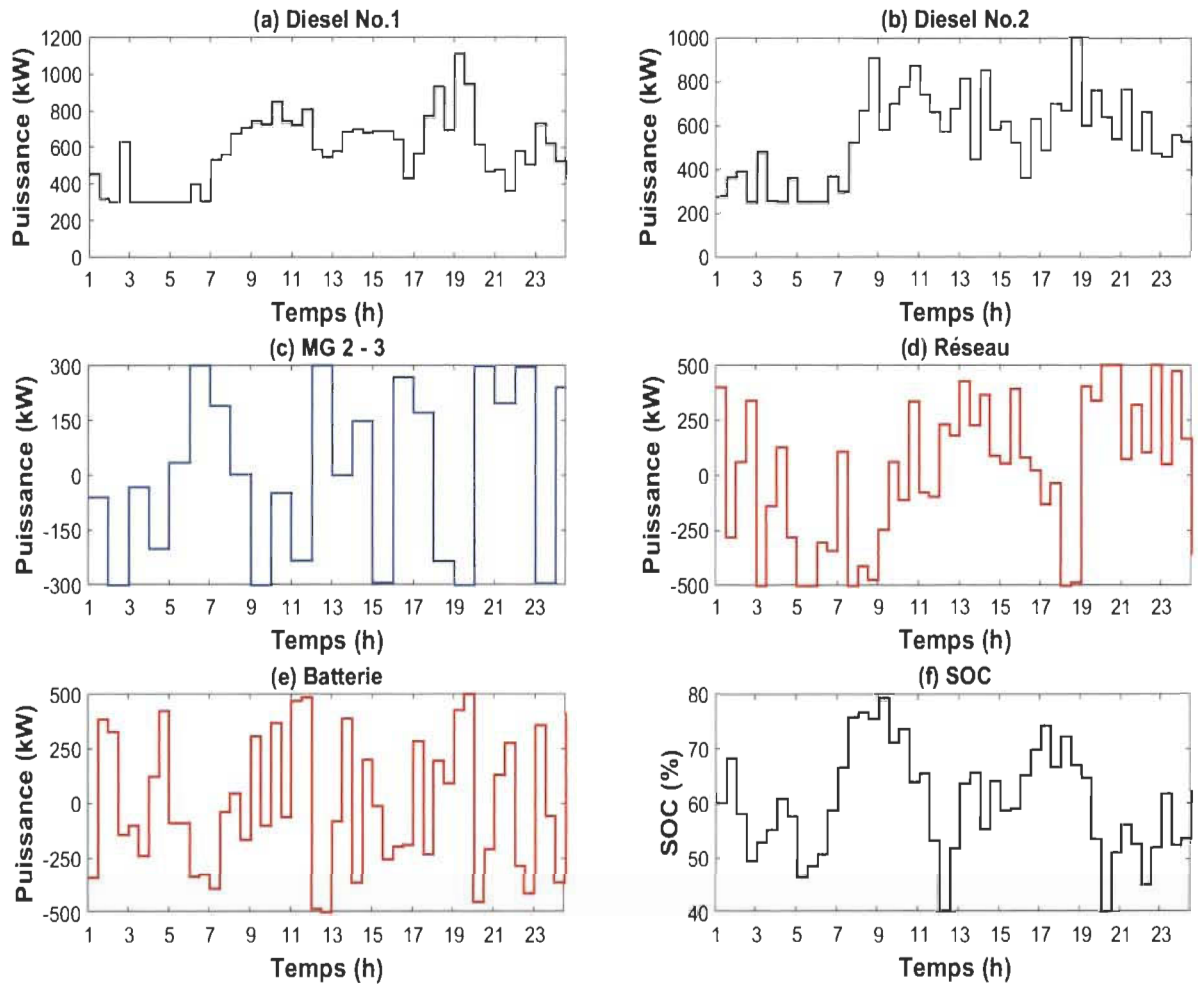 (a) Diesel No.1
Puissance (kW)
1200
1000
800
600
400
200
0
1 3 5 7 9 11 13 15 17 19 21 23
Temps (h)
(b) Diesel No.2
Puissance (kW)
1000
800
600
400
200
0
1 3 5 7 9 11 13 15 17 19 21 23
Temps (h)
(c) MG 2 - 3
Puissance (kW)
300
150
0
-150
-300
1 3 5 7 9 11 13 15 17 19 21 23
Temps (h)
(d) Réseau
Puissance (kW)
500
250
0
-250
-500
1 3 5 7 9 11 13 15 17 19 21 23
Temps (h)
(e) Batterie
Puissance (kW)
500
250
0
-250
-500
1 3 5 7 9 11 13 15 17 19 21 23
Temps (h)
(f) SOC
SOC (%)
80
70
60
50
40
1 3 5 7 9 11 13 15 17 19 21 23
Temps (h)